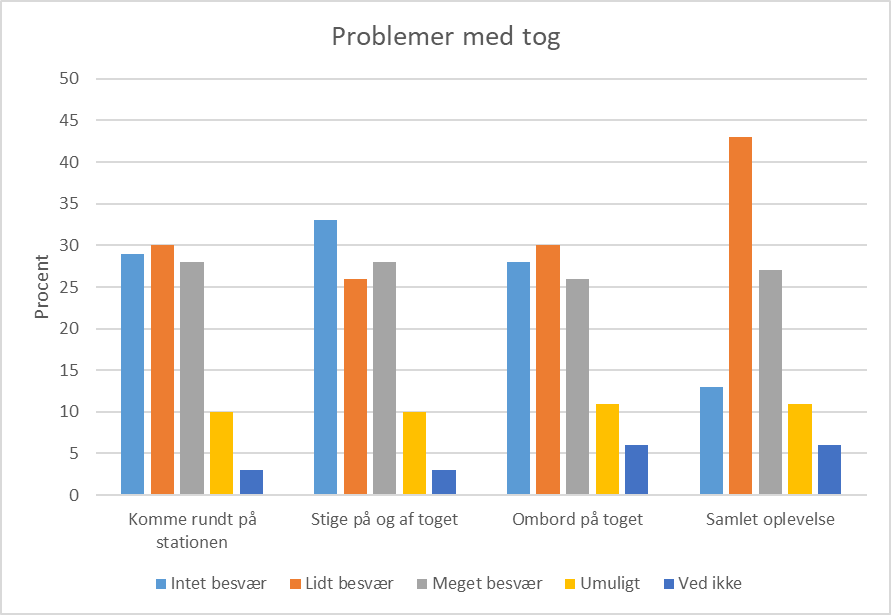 Problemer med tog
50
45
40
35
30
25
20
15
10
5
0
Procent
Komme rundt på
stationen
Stige på og af toget
Ombord på toget
Samlet oplevelse
Intet besvær
Lidt besvær
Meget besvær
Umuligt
Ved ikke